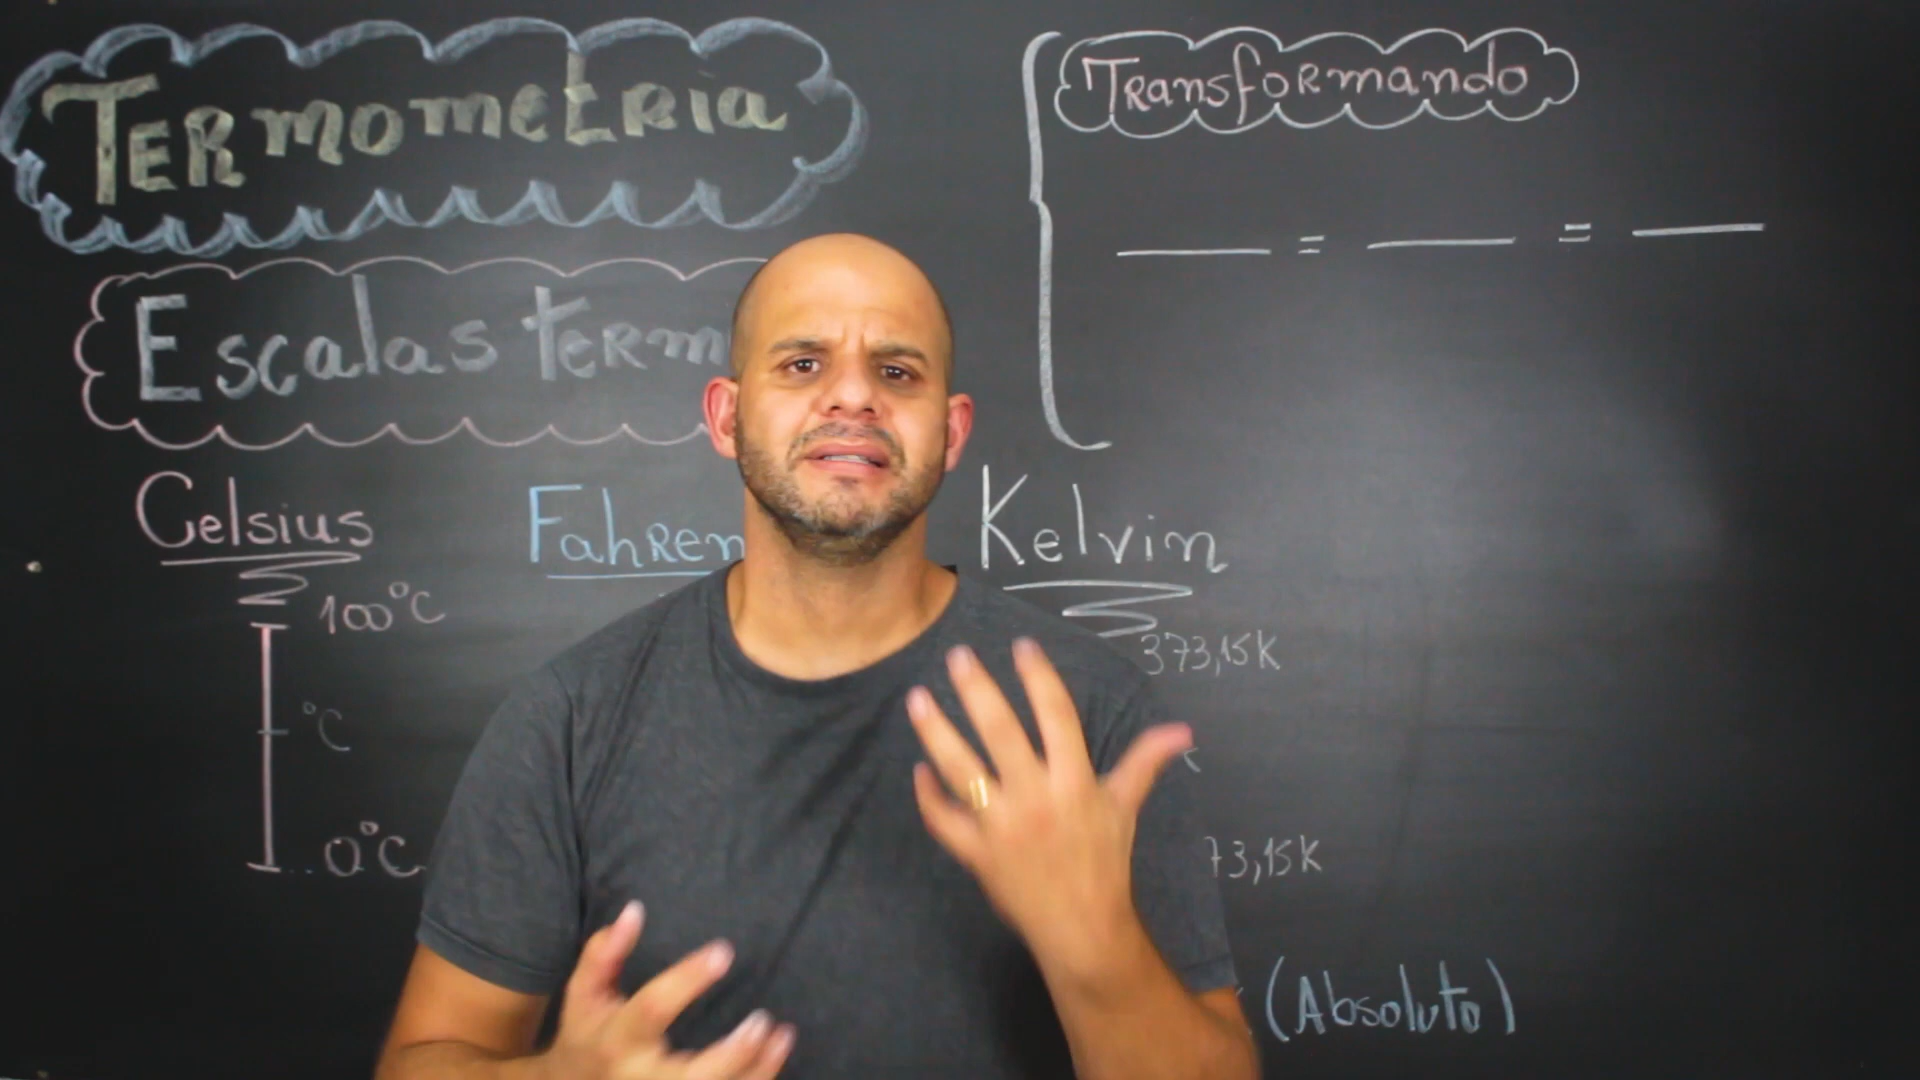 Termometria
Escalas term
Celsius
100°C
°C
0°C
Fahren
Kelvin
373,15K
73,15K
(Absoluto)
Transformando
= =